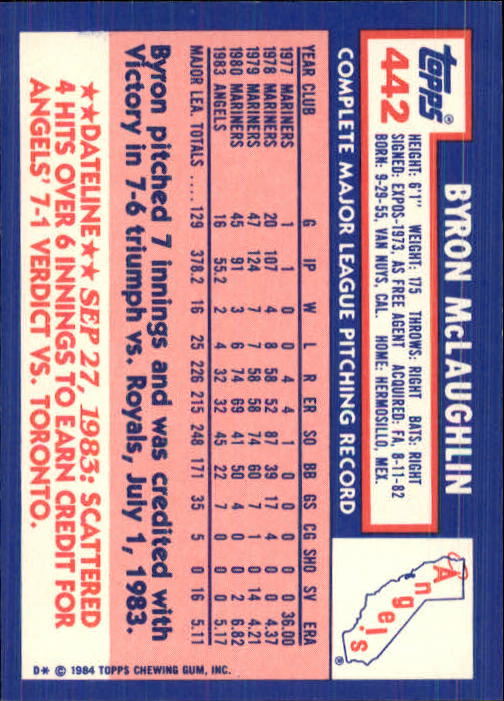 topps®
442
BYRON McLAUGHLIN
HEIGHT: 6'1" WEIGHT: 175 THROWS: RIGHT BATS: RIGHT
SIGNED: EXPOS-1973, AS FREE AGENT ACQUIRED: FA, 8-11-82
BORN: 9-29-55, VAN NUYS, CAL. HOME: HERMOSILLO, MEX.
Angels ®
COMPLETE MAJOR LEAGUE PITCHING RECORD
YEAR CLUB G IP W L R ER SO BB GS CG SHO SV ERA
1977 MARINERS 1 1 0 0 4 4 1 0 0 0 0 0 36.00
1978 MARINERS 20 107 4 8 58 52 87 39 17 4 0 0 4.37
1979 MARINERS 47 124 7 7 58 58 74 60 7 1 0 14 4.21
1980 MARINERS 45 91 3 6 74 69 41 50 4 0 0 2 6.82
1983 ANGELS 16 55.2 2 4 32 32 45 22 7 0 0 0 5.17
MAJOR LEA. TOTALS ..... 129 378.2 16 25 226 215 248 171 35 5 0 16 5.11
Byron pitched 7 innings and was credited with
Victory in 7-6 triumph vs. Royals, July 1, 1983.
★★DATELINE★★ SEP 27, 1983: SCATTERED
4 HITS OVER 6 INNINGS TO EARN CREDIT FOR
ANGELS' 7-1 VERDICT VS. TORONTO.
D* © 1984 TOPPS CHEWING GUM, INC.